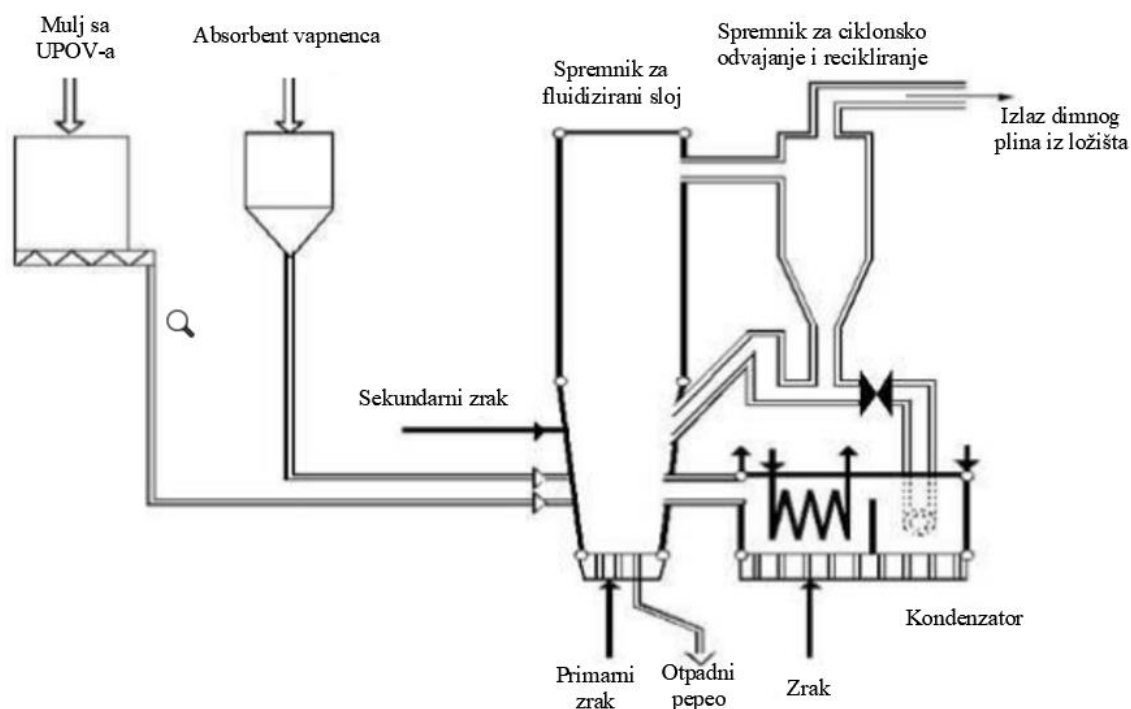 Mulj sa
UPOV-a
Absorbent vapnenca
Spremnik za
fluidizirani sloj
Spremnik za ciklonsko
odvajanje i recikliranje
Izlaz dimnog
plina iz ložišta
Sekundarni zrak
Kondenzator
Primarni
zrak
Otpadni
pepeo
Zrak